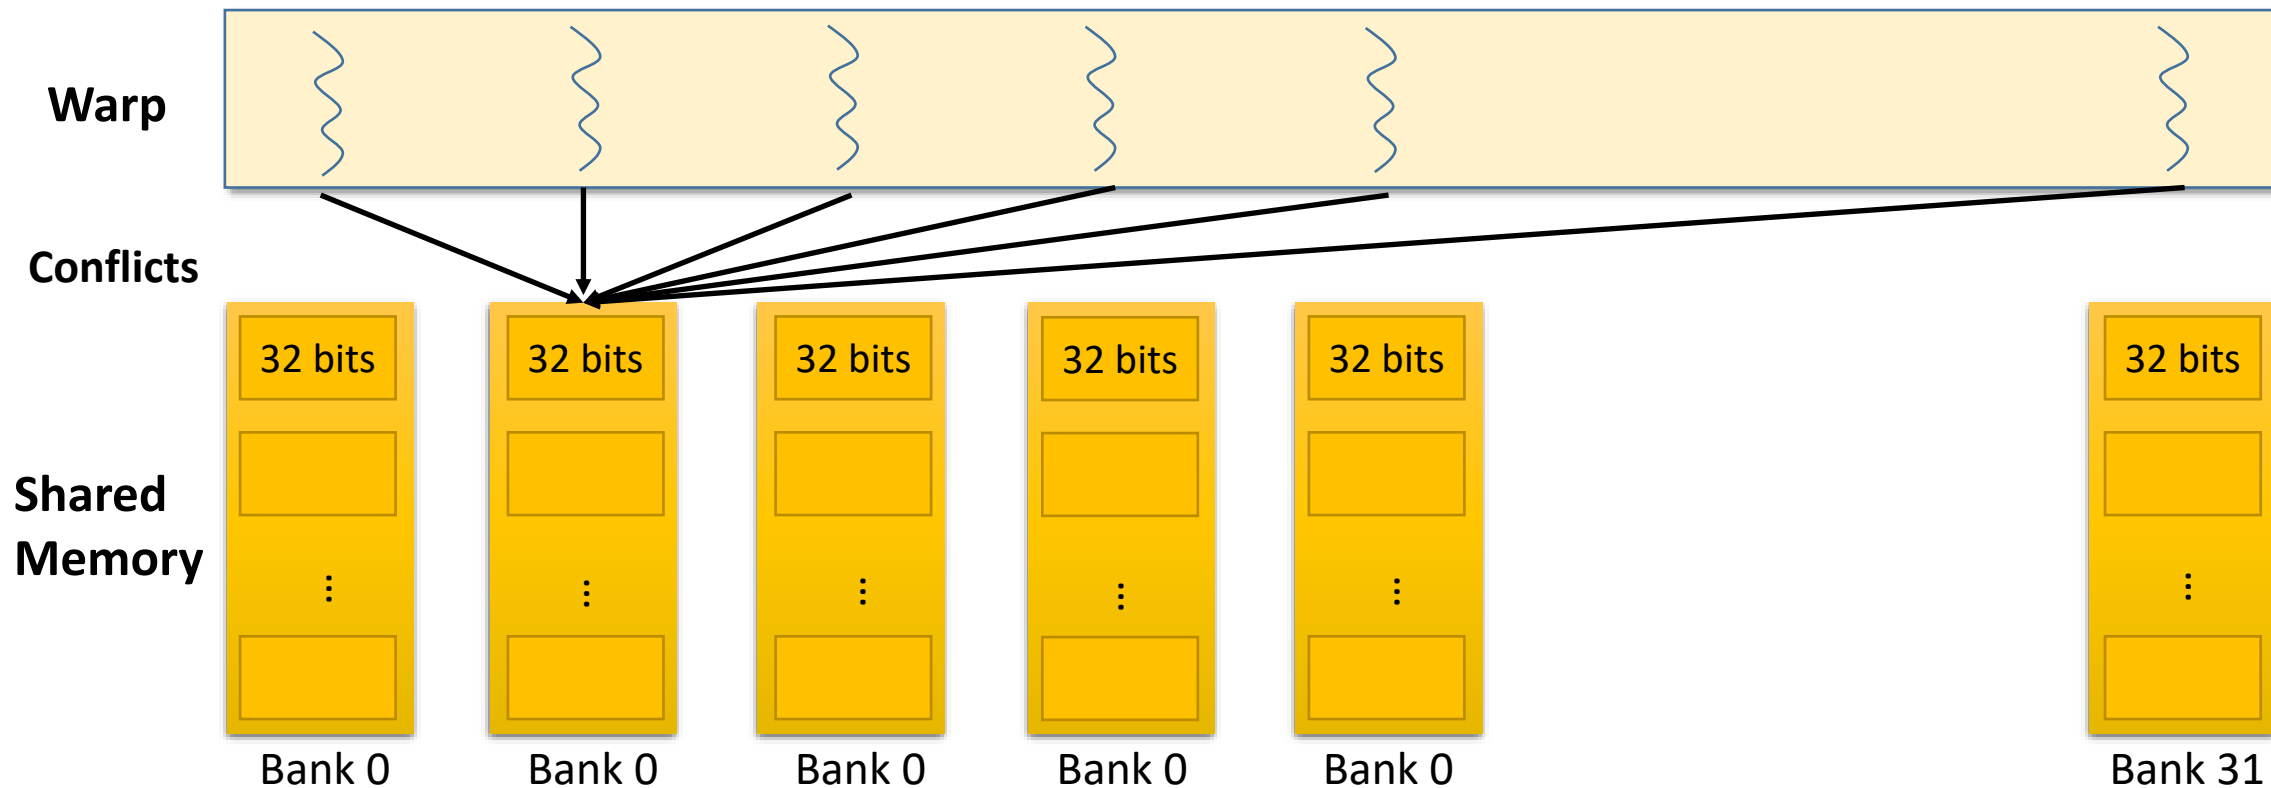 Warp
Conflicts
32 bits 32 bits 32 bits 32 bits 32 bits 32 bits
Shared
Memory
⋮ ⋮ ⋮ ⋮ ⋮ ⋮
Bank 0 Bank 0 Bank 0 Bank 0 Bank 0 Bank 31